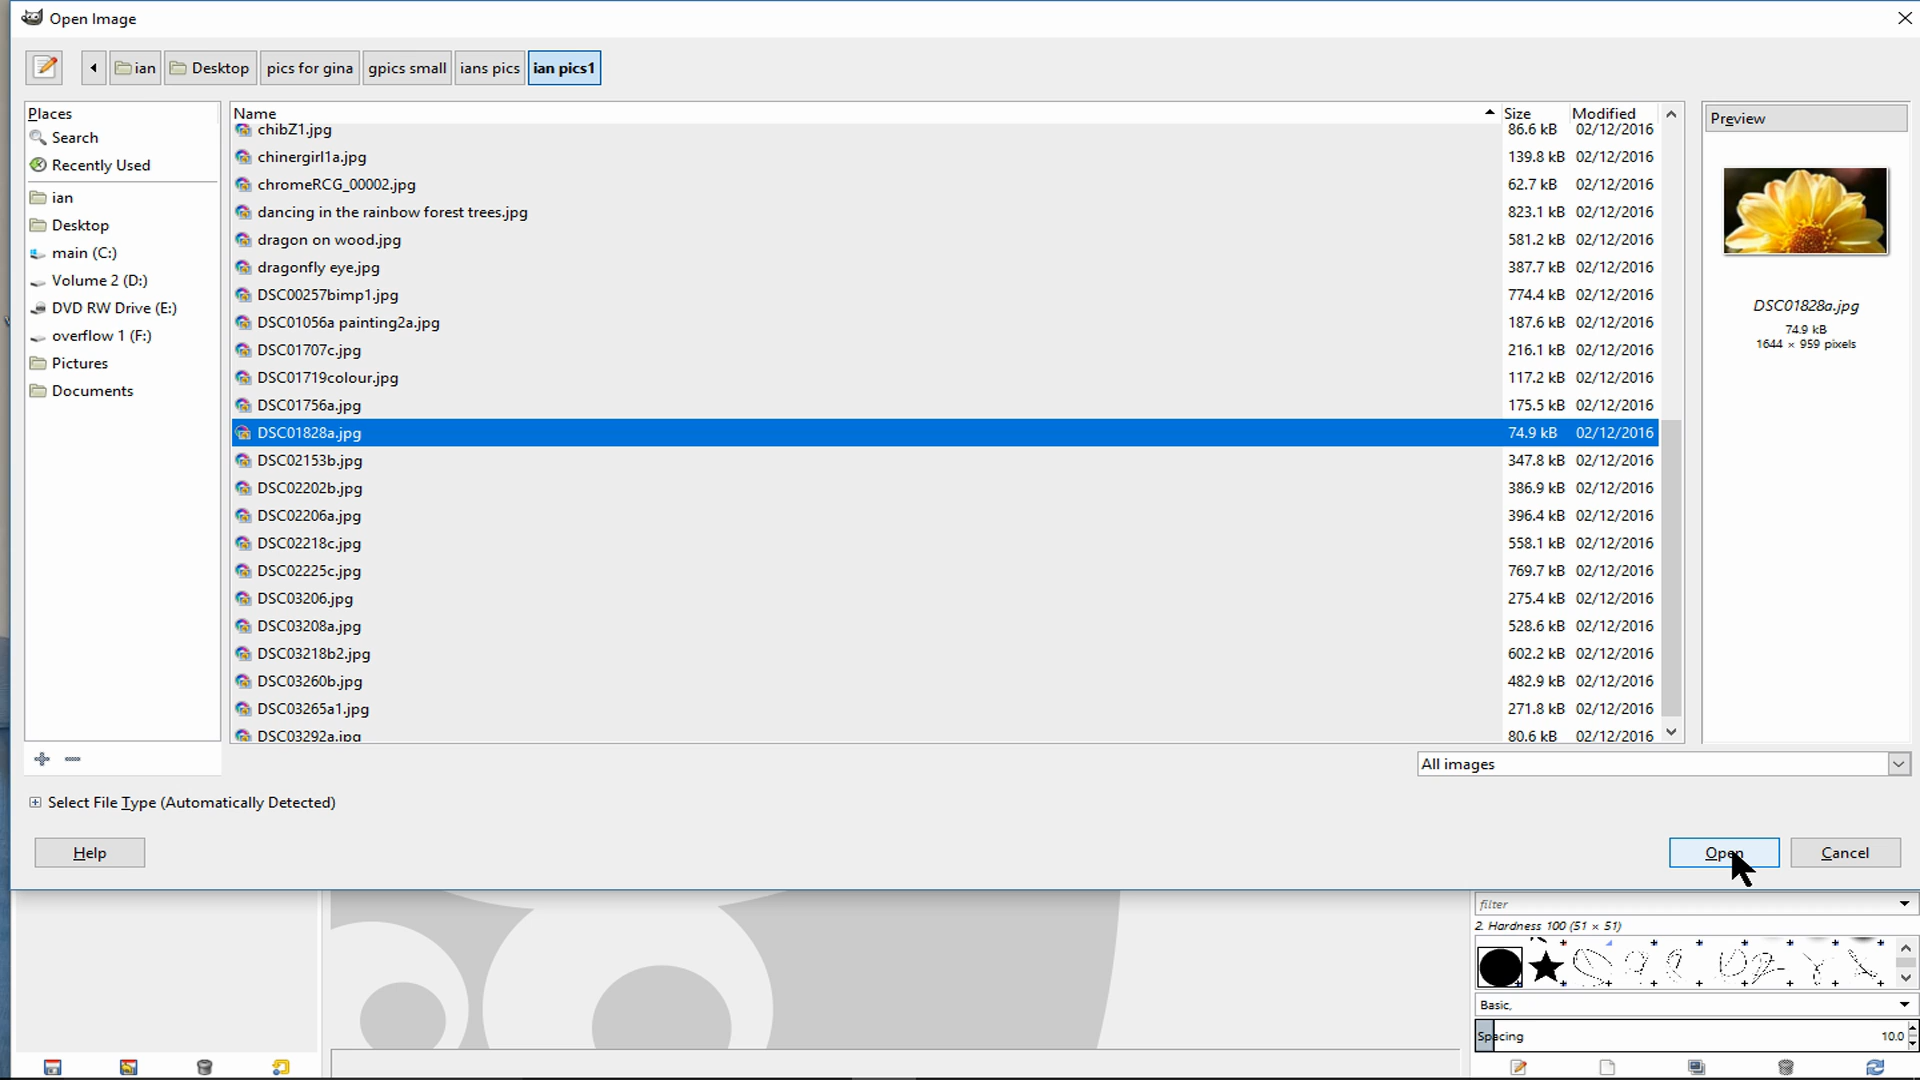 Open Image
ian Desktop pics for gina gpics small ians pics ian pics1
Places
Search
Recently Used
ian
Desktop
main (C:)
Volume 2 (D:)
DVD RW Drive (E:)
overflow 1 (F:)
Pictures
Documents
Name Size Modified
chibZ1.jpg 86.6 kB 02/12/2016
chinergirl1a.jpg 139.8 kB 02/12/2016
chromeRCG_00002.jpg 62.7 kB 02/12/2016
dancing in the rainbow forest trees.jpg 823.1 kB 02/12/2016
dragon on wood.jpg 581.2 kB 02/12/2016
dragonfly eye.jpg 387.7 kB 02/12/2016
DSC00257bimp1.jpg 774.4 kB 02/12/2016
DSC01056a painting2a.jpg 187.6 kB 02/12/2016
DSC01707c.jpg 216.1 kB 02/12/2016
DSC01719colour.jpg 117.2 kB 02/12/2016
DSC01756a.jpg 175.5 kB 02/12/2016
DSC01828a.jpg 74.9 kB 02/12/2016
DSC02153b.jpg 347.8 kB 02/12/2016
DSC02202b.jpg 386.9 kB 02/12/2016
DSC02206a.jpg 396.4 kB 02/12/2016
DSC02218c.jpg 558.1 kB 02/12/2016
DSC02225c.jpg 769.7 kB 02/12/2016
DSC03206.jpg 275.4 kB 02/12/2016
DSC03208a.jpg 528.6 kB 02/12/2016
DSC03218b2.jpg 602.2 kB 02/12/2016
DSC03260b.jpg 482.9 kB 02/12/2016
DSC03265a1.jpg 271.8 kB 02/12/2016
DSC03292a.jpg 80.6 kB 02/12/2016
Preview
DSC01828a.jpg
74.9 kB
1644 × 959 pixels
All images
Select File Type (Automatically Detected)
Help
Open
Cancel
filter
2. Hardness 100 (51 × 51)
Basic,
Spacing 10.0